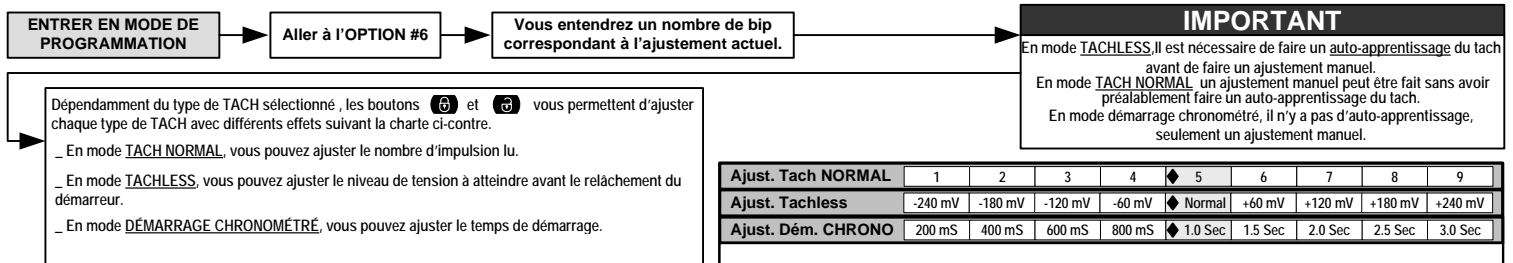 ENTRER EN MODE DE
PROGRAMMATION
Aller à l'OPTION #6
Vous entendrez un nombre de bip
correspondant à l'ajustement actuel.
IMPORTANT
En mode TACHLESS,Il est nécessaire de faire un auto-apprentissage du tach
avant de faire un ajustement manuel.
En mode TACH NORMAL un ajustement manuel peut être fait sans avoir
préalablement faire un auto-apprentissage du tach.
En mode démarrage chronométré, il n'y a pas d'auto-apprentissage,
seulement un ajustement manuel.
Dépendamment du type de TACH sélectionné , les boutons et vous permettent d'ajuster
chaque type de TACH avec différents effets suivant la charte ci-contre.
_ En mode TACH NORMAL, vous pouvez ajuster le nombre d'impulsion lu.
_ En mode TACHLESS, vous pouvez ajuster le niveau de tension à atteindre avant le relâchement du
démarreur.
_ En mode DÉMARRAGE CHRONOMÉTRÉ, vous pouvez ajuster le temps de démarrage.
Ajust. Tach NORMAL 1 2 3 4 ♦ 5 6 7 8 9
Ajust. Tachless -240 mV -180 mV -120 mV -60 mV ♦ Normal +60 mV +120 mV +180 mV +240 mV
Ajust. Dém. CHRONO 200 mS 400 mS 600 mS 800 mS ♦ 1.0 Sec 1.5 Sec 2.0 Sec 2.5 Sec 3.0 Sec